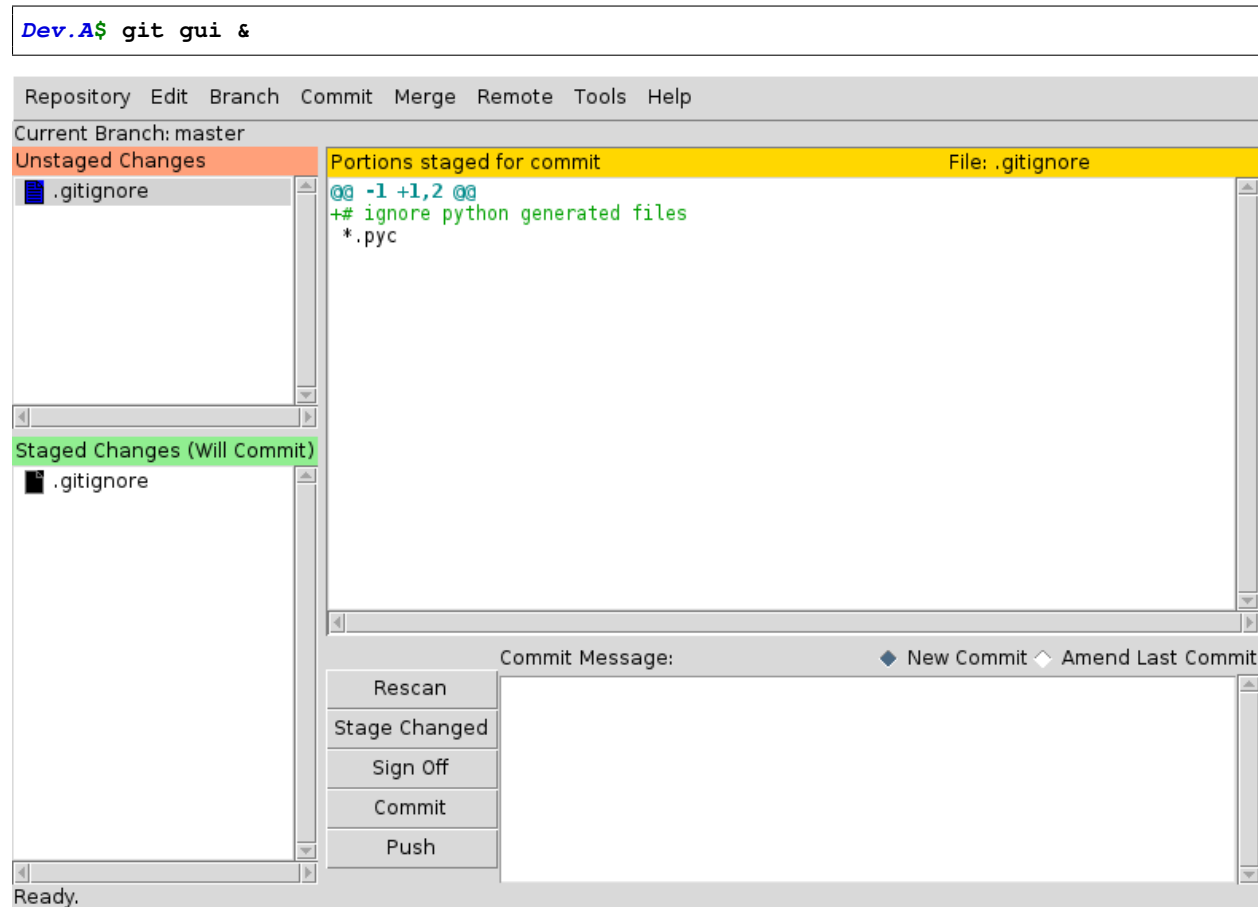 Dev.A$ git gui &
Repository Edit Branch Commit Merge Remote Tools Help
Current Branch: master
Unstaged Changes
.gitignore
Portions staged for commit File: .gitignore
@@ -1 +1,2 @@
+# ignore python generated files
 *.pyc
Staged Changes (Will Commit)
.gitignore
Commit Message: New Commit Amend Last Commit
Rescan
Stage Changed
Sign Off
Commit
Push
Ready.